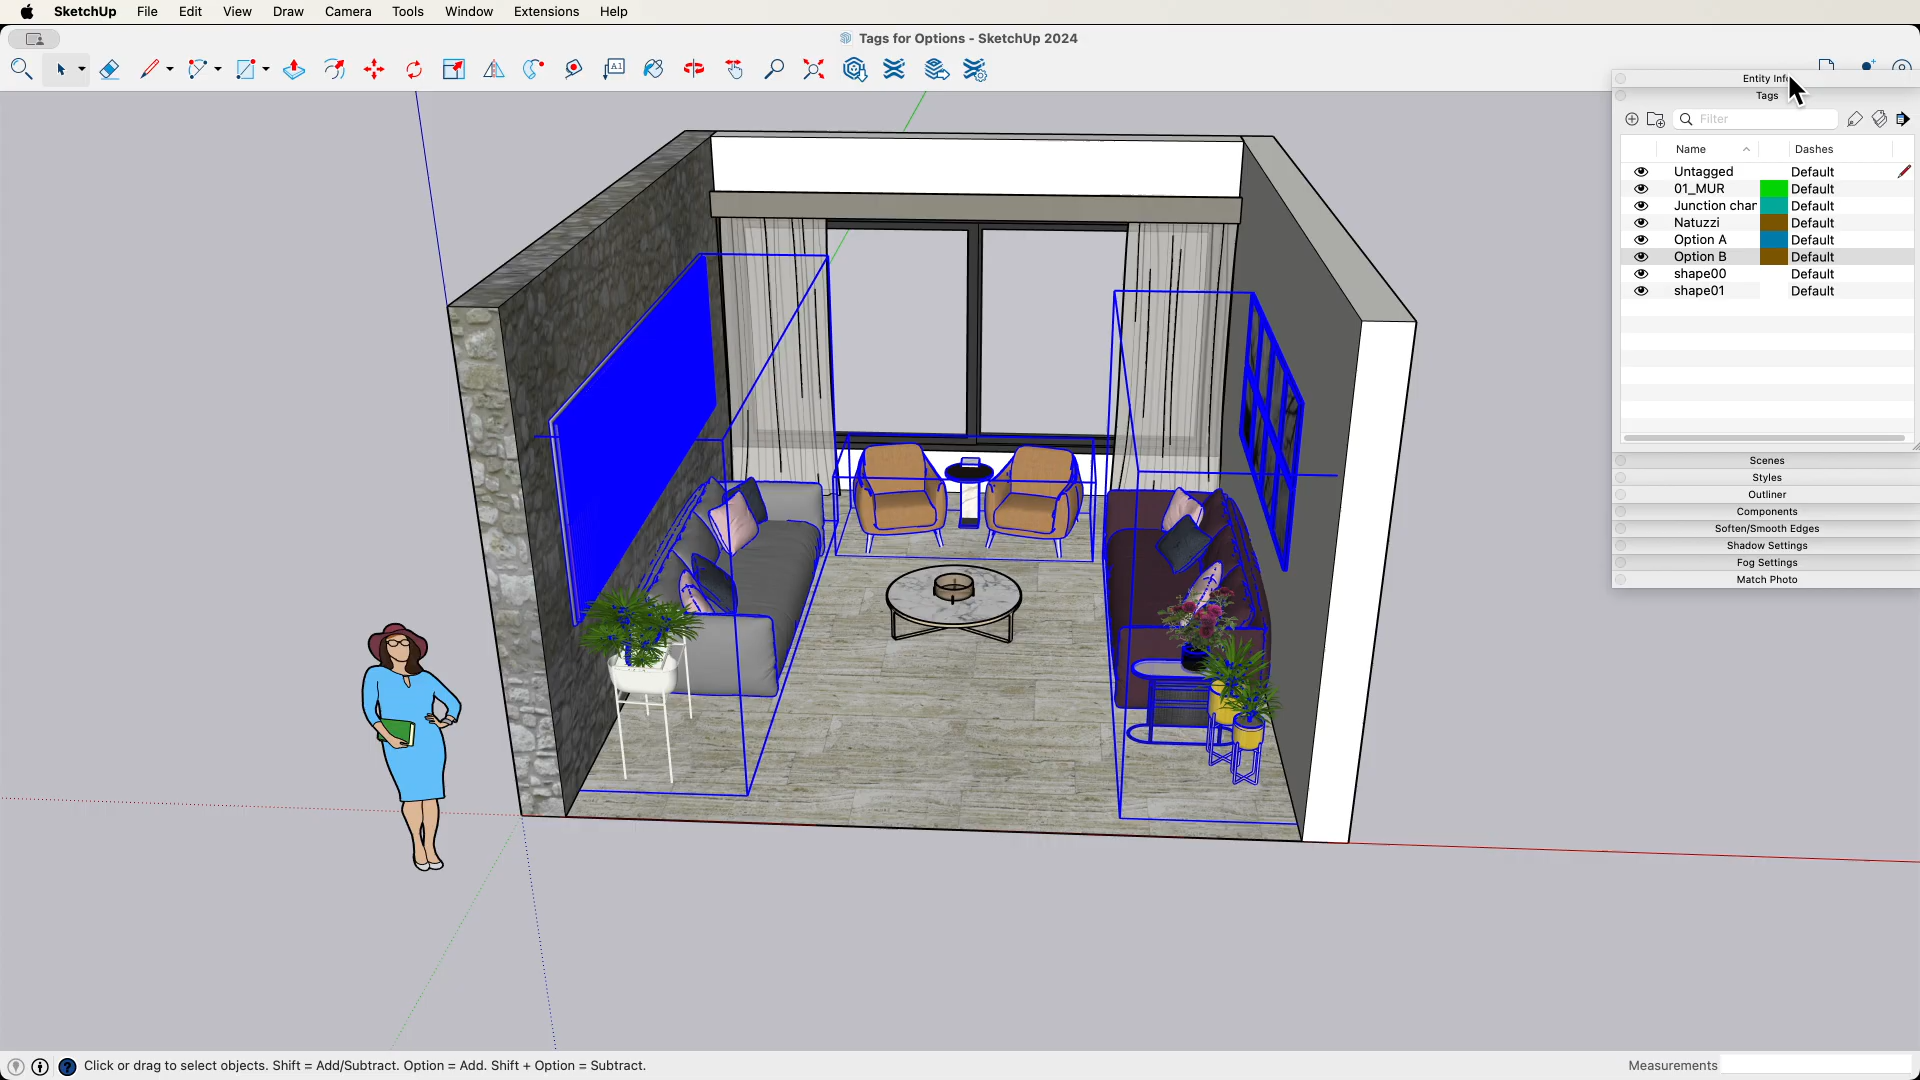 SketchUp File Edit View Draw Camera Tools Window Extensions Help
Tags for Options - SketchUp 2024
A1
Entity Info
Tags
Filter
Name Dashes
Untagged Default
01_MUR Default
Junction char Default
Natuzzi Default
Option A Default
Option B Default
shape00 Default
shape01 Default
Scenes
Styles
Outliner
Components
Soften/Smooth Edges
Shadow Settings
Fog Settings
Match Photo
Click or drag to select objects. Shift = Add/Subtract. Option = Add. Shift + Option = Subtract.
Measurements